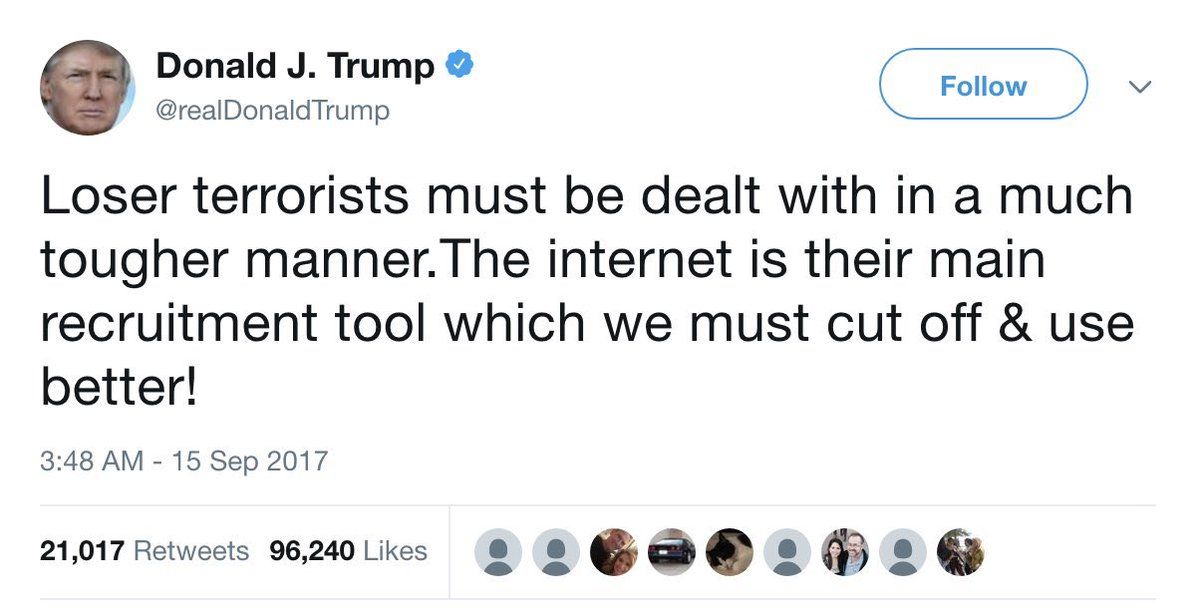 Donald J. Trump
@realDonaldTrump
Follow
Loser terrorists must be dealt with in a much
tougher manner.The internet is their main
recruitment tool which we must cut off & use
better!
3:48 AM - 15 Sep 2017
21,017 Retweets 96,240 Likes